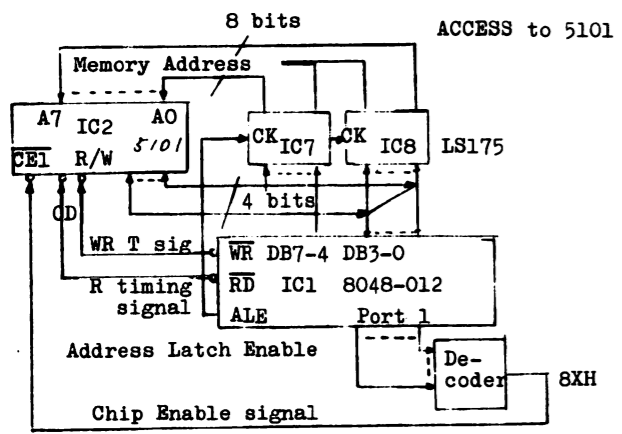 8 bits
ACCESS to 5101
Memory Address
A7 IC2 A0
5101
CE1 R/W
CK IC7
CK IC8
LS175
OD
4 bits
WR T sig
WR DB7-4 DB3-0
R timing
signal
RD IC1 8048-012
ALE Port 1
Address Latch Enable
De-
coder
8XH
Chip Enable signal